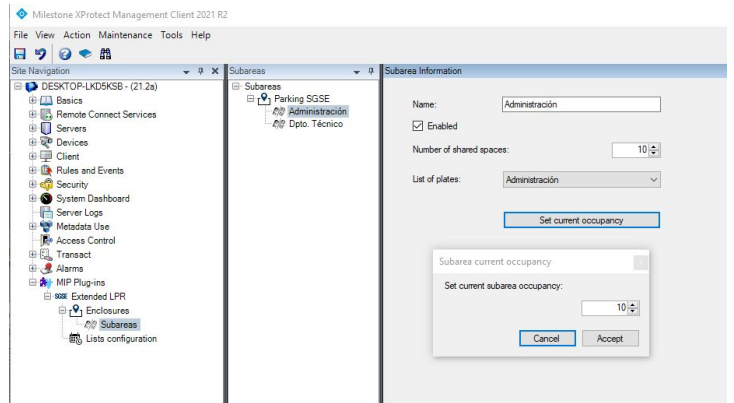 Milestone XProtect Management Client 2021 R2
File View Action Maintenance Tools Help
Site Navigation
DESKTOP-LKD5KSB - (21.2a)
Basics
Remote Connect Services
Servers
Devices
Client
Rules and Events
Security
System Dashboard
Server Logs
Metadata Use
Access Control
Transact
Alarms
MIP Plug-ins
SGSE Extended LPR
Enclosures
Subareas
Lists configuration
Subareas
Subareas
Parking SGSE
Administración
Dpto. Técnico
Subarea Information
Name: Administración
Enabled
Number of shared spaces: 10
List of plates: Administración
Set current occupancy
Subarea current occupancy
Set current subarea occupancy:
10
Cancel Accept